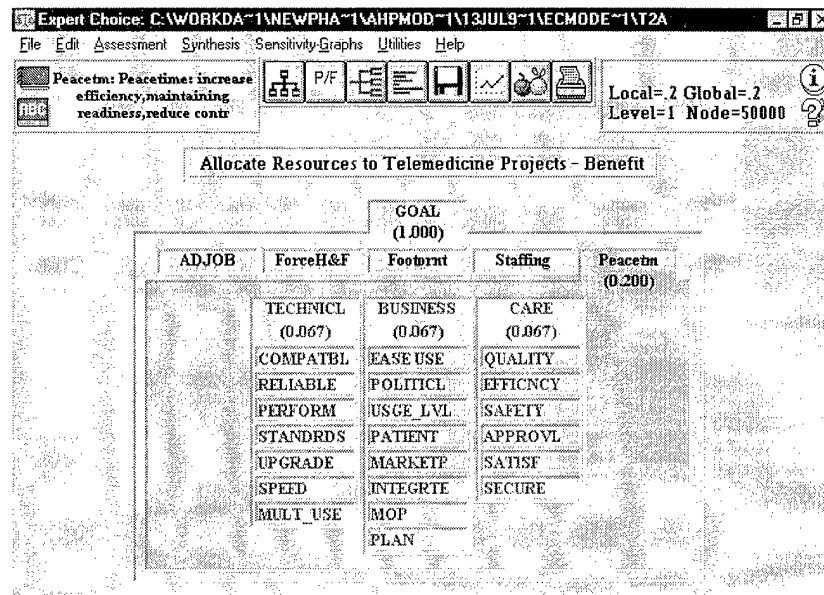 Expert Choice: C:\WORKDA~1\NEWPHA~1\AHPMOD~1\13JUL9~1\ECMODE~1\T2A
File Edit Assessment Synthesis Sensitivity-Graphs Utilities Help
Peacetm: Peacetime: increase
efficiency,maintaining
readiness,reduce contr
ABC
P/F
Local=.2 Global=.2
Level=1 Node=50000
Allocate Resources to Telemedicine Projects - Benefit
GOAL
(1.000)
ADJOB ForceH&F Footprnt Staffing Peacetm
(0.200)
TECHNICL BUSINESS CARE
(0.067) (0.067) (0.067)
COMPATBL EASE USE QUALITY
RELIABLE POLITICL EFFICNCY
PERFORM USGE_LVL SAFETY
STANDRDS PATIENT APPROVL
UPGRADE MARKETP SATISF
SPEED INTEGRTE SECURE
MULT_USE MOP
PLAN